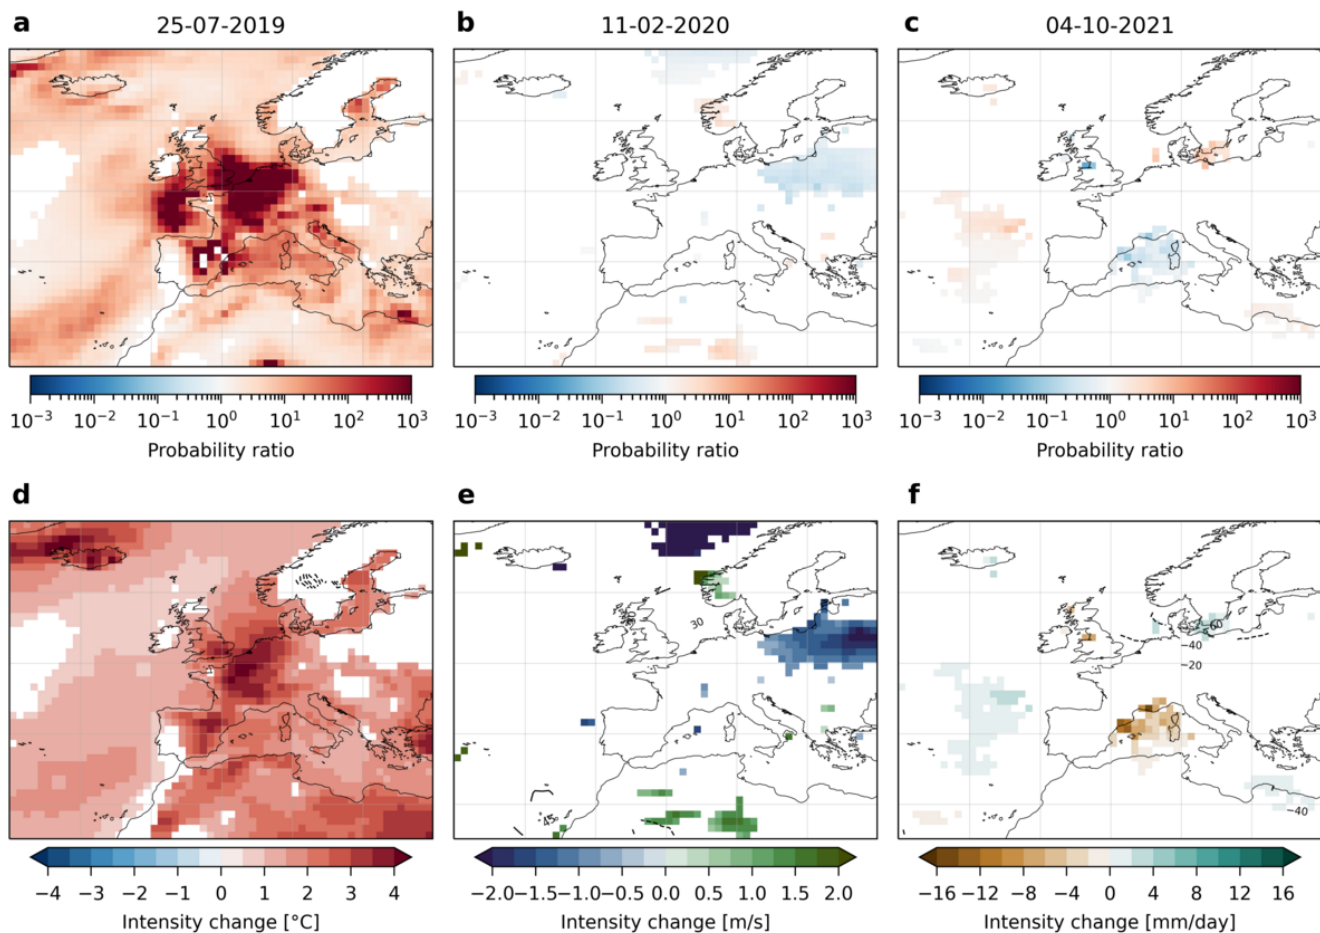 a 25-07-2019
b 11-02-2020
c 04-10-2021
10⁻³ 10⁻² 10⁻¹ 10⁰ 10¹ 10² 10³
Probability ratio
10⁻³ 10⁻² 10⁻¹ 10⁰ 10¹ 10² 10³
Probability ratio
10⁻³ 10⁻² 10⁻¹ 10⁰ 10¹ 10² 10³
Probability ratio
d
e
f
30
45
−60
−40
−20
−40
−4 −3 −2 −1 0 1 2 3 4
Intensity change [°C]
−2.0 −1.5 −1.0 −0.5 0.0 0.5 1.0 1.5 2.0
Intensity change [m/s]
−16 −12 −8 −4 0 4 8 12 16
Intensity change [mm/day]